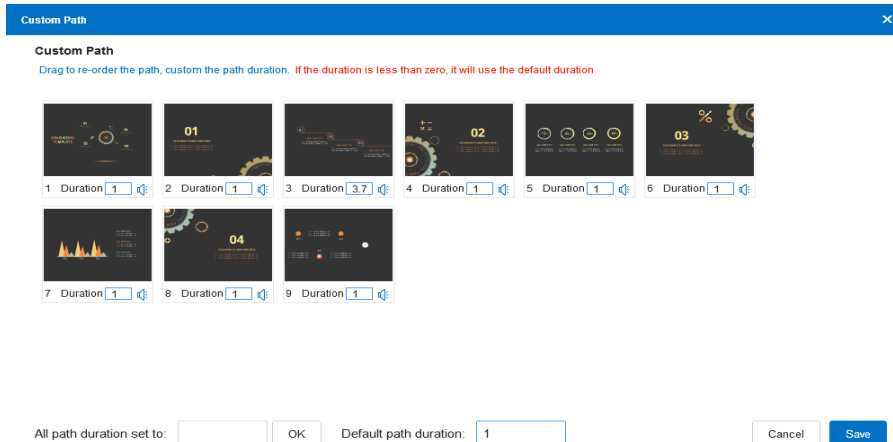 Custom Path
Custom Path
Drag to re-order the path, custom the path duration. If the duration is less than zero, it will use the default duration
01
02
03
1 Duration 1
2 Duration 1
3 Duration 3.7
4 Duration 1
5 Duration 1
6 Duration 1
04
7 Duration 1
8 Duration 1
9 Duration 1
All path duration set to:
OK
Default path duration: 1
Cancel
Save